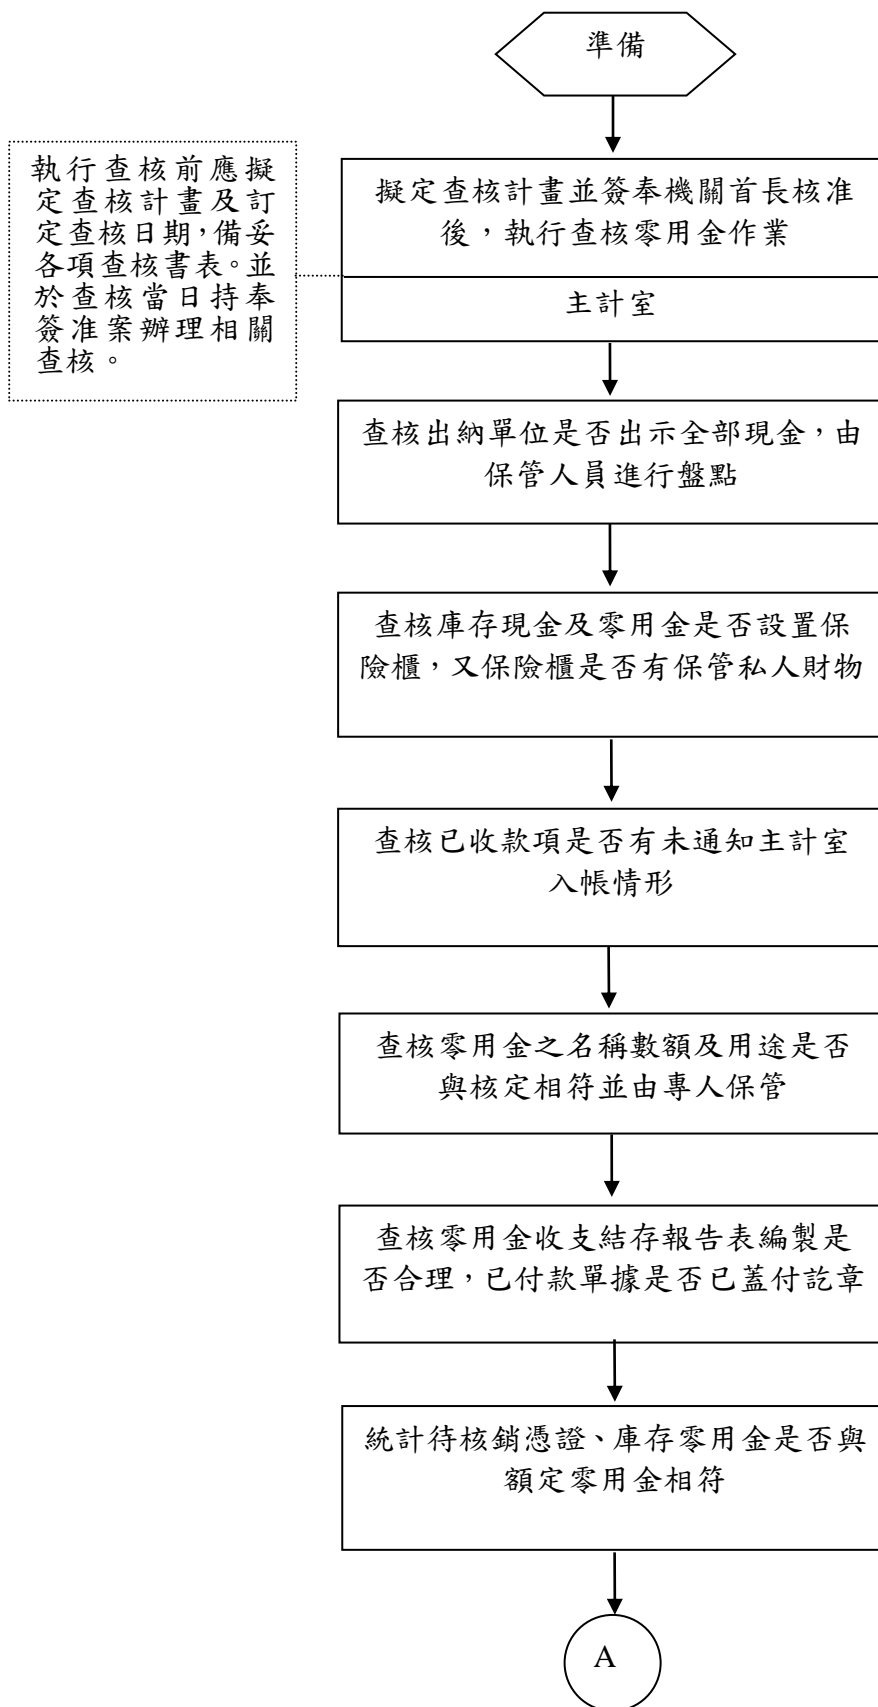 準備
執行查核前應擬
定查核計畫及訂
定查核日期,備妥
各項查核書表。並
於查核當日持奉
簽准案辦理相關
查核。
擬定查核計畫並簽奉機關首長核准
後,執行查核零用金作業
主計室
查核出納單位是否出示全部現金,由
保管人員進行盤點
查核庫存現金及零用金是否設置保
險櫃,又保險櫃是否有保管私人財物
查核已收款項是否有未通知主計室
入帳情形
查核零用金之名稱數額及用途是否
與核定相符並由專人保管
查核零用金收支結存報告表編製是
否合理,已付款單據是否已蓋付訖章
統計待核銷憑證、庫存零用金是否與
額定零用金相符
A